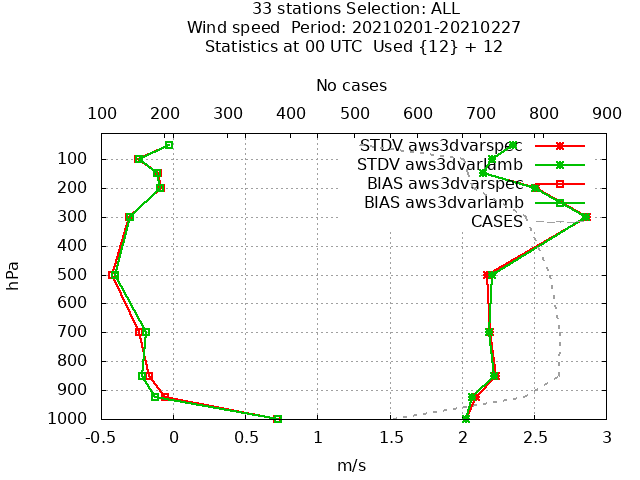 33 stations Selection: ALL
Wind speed  Period: 20210201-20210227
Statistics at 00 UTC  Used {12} + 12
No cases
100 200 300 400 500 600 700 800 900
STDV aws3dvarspec
STDV aws3dvarlamb
BIAS aws3dvarspec
BIAS aws3dvarlamb
CASES
hPa
100
200
300
400
500
600
700
800
900
1000
-0.5 0 0.5 1 1.5 2 2.5 3
m/s